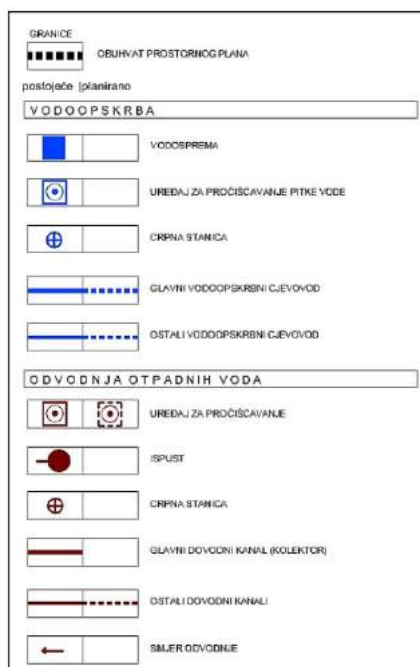 GRANICE
OBUHVAT PROSTORNOG PLANA
postojeće |planirano
VODOOPSKRBA
VODOSPREMA
UREĐAJ ZA PROČIŠĆAVANJE PITKE VODE
CRPNA STANICA
GLAVNI VODOOPSKRBNI CJEVOVOD
OSTALI VODOOPSKRBNI CJEVOVOD
ODVODNJA OTPADNIH VODA
UREĐAJ ZA PROČIŠĆAVANJE
ISPUST
CRPNA STANICA
GLAVNI DOVODNI KANAL (KOLEKTOR)
OSTALI DOVODNI KANALI
SMJER ODVODNJE